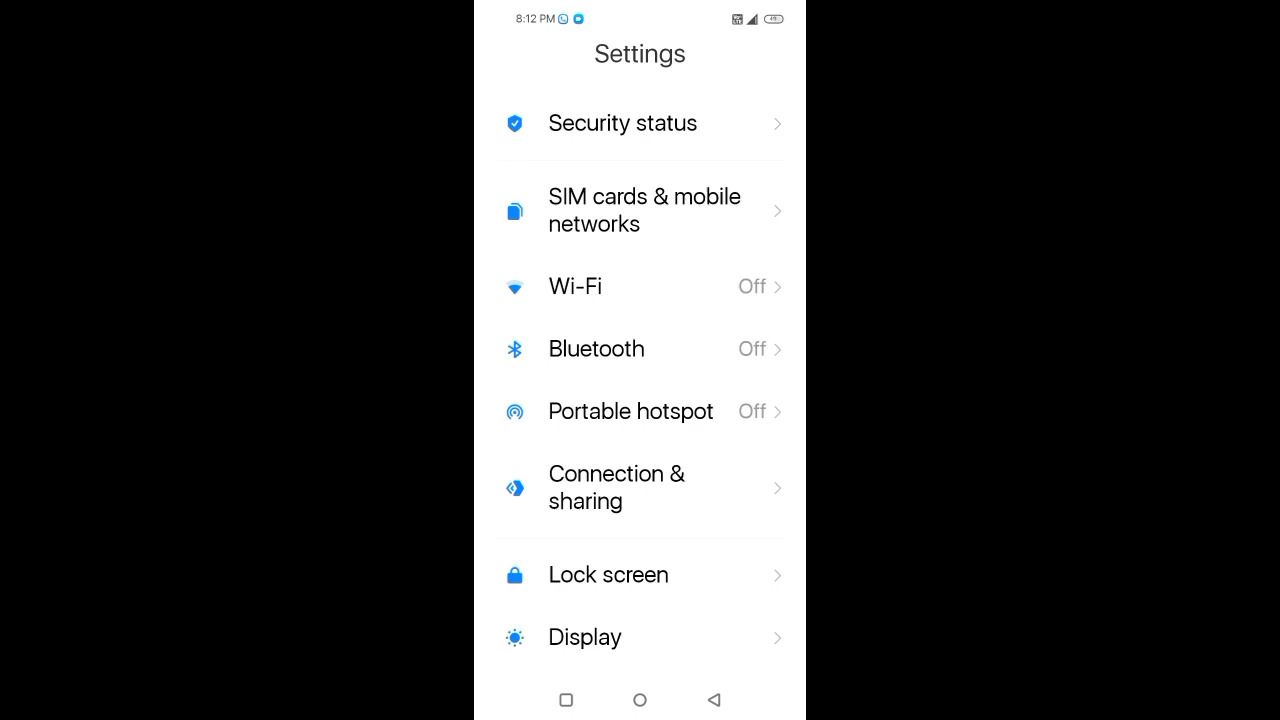 8:12 PM
Settings
Security status
SIM cards & mobile
networks
Wi-Fi Off
Bluetooth Off
Portable hotspot Off
Connection &
sharing
Lock screen
Display